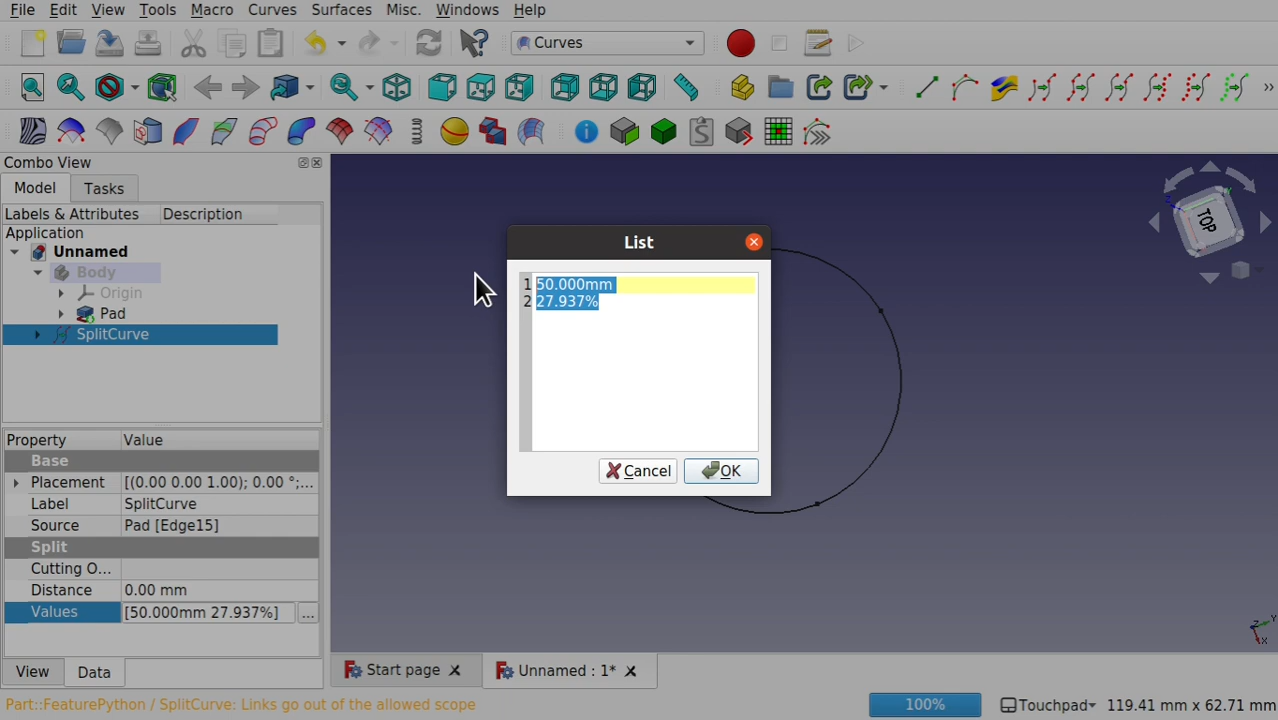 File Edit View Tools Macro Curves Surfaces Misc. Windows Help
Curves
Combo View
Model Tasks
Labels & Attributes Description
Application
Unnamed
Body
Origin
Pad
SplitCurve
Property Value
Base
Placement [(0.00 0.00 1.00); 0.00 °;...
Label SplitCurve
Source Pad [Edge15]
Split
Cutting O...
Distance 0.00 mm
Values [50.000mm 27.937%] ...
View Data
List
1 50.000mm
2 27.937%
Cancel OK
TOP
Start page Unnamed : 1*
Part::FeaturePython / SplitCurve: Links go out of the allowed scope
100% Touchpad 119.41 mm x 62.71 mm